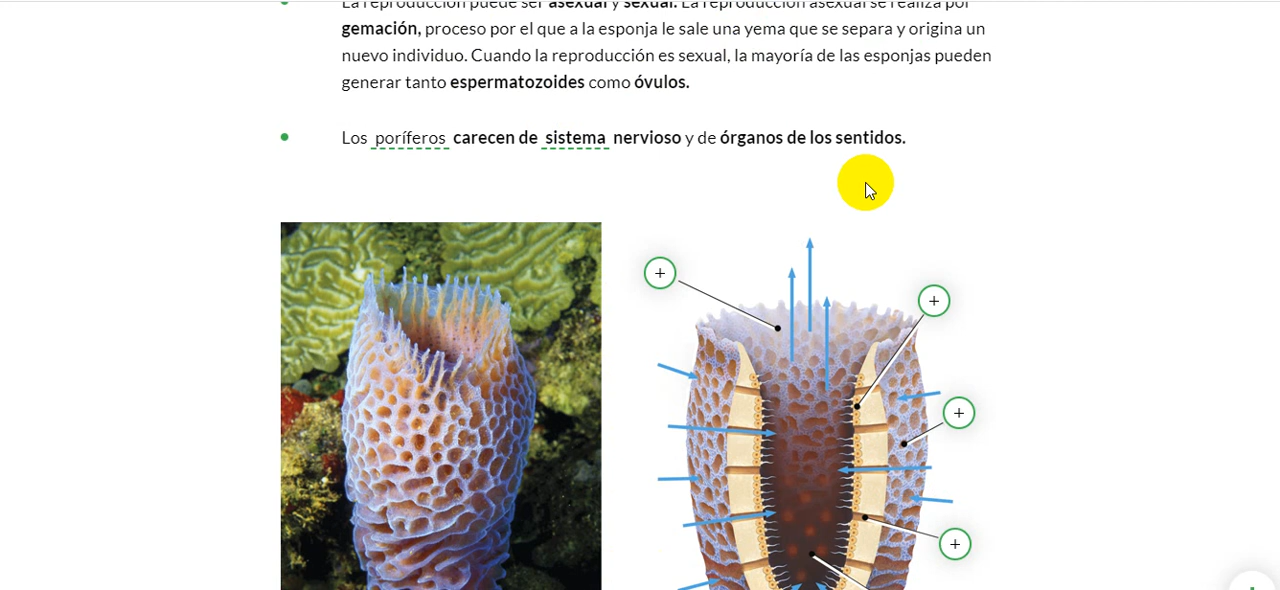 La reproducción puede ser asexual y sexual. La reproducción asexual se realiza por
gemación, proceso por el que a la esponja le sale una yema que se separa y origina un
nuevo individuo. Cuando la reproducción es sexual, la mayoría de las esponjas pueden
generar tanto espermatozoides como óvulos.
Los poríferos carecen de sistema nervioso y de órganos de los sentidos.
+
+
+
+